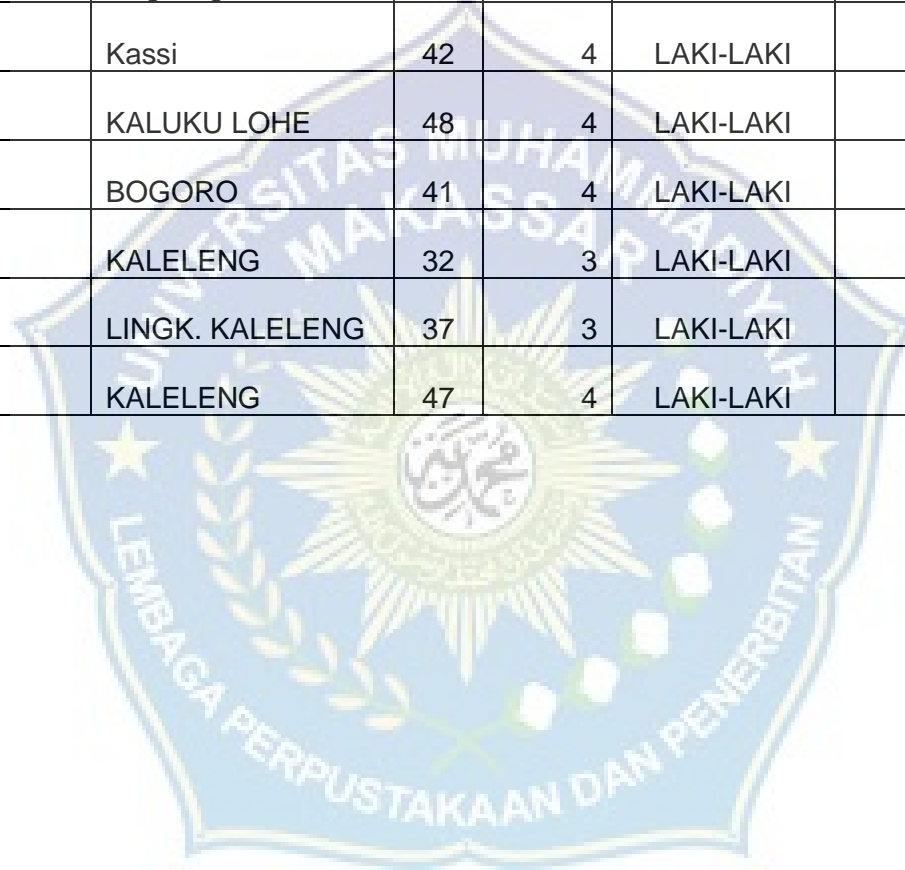 Kassi 42 4 LAKI-LAKI
KALUKU LOHE 48 4 LAKI-LAKI
BOGORO 41 4 LAKI-LAKI
KALELENG 32 3 LAKI-LAKI
LINGK. KALELENG 37 3 LAKI-LAKI
KALELENG 47 4 LAKI-LAKI
UNIVERSITAS MUHAMMADIYAH
MAKASSAR
محمد
LEMBAGA PERPUSTAKAAN DAN PENERBITAN